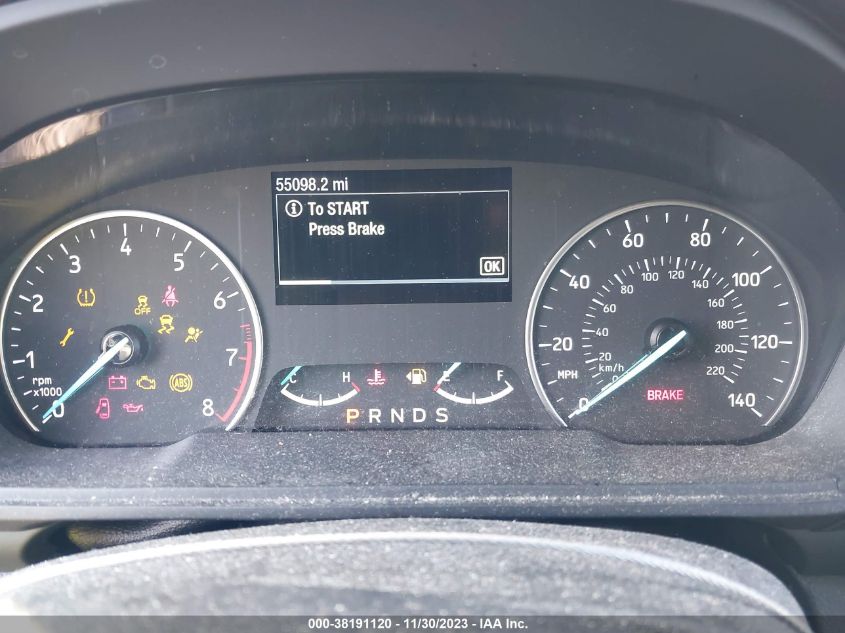 55098.2 mi
To START
Press Brake
OK
0 1 2 3 4 5 6 7 8
rpm
x1000
OFF
ABS
C H
E F
P R N D S
0 20 40 60 80 100 120 140
MPH
20 40 60 80 100 120 140 160 180 200 220
km/h
BRAKE
000-38191120 - 11/30/2023 - IAA Inc.